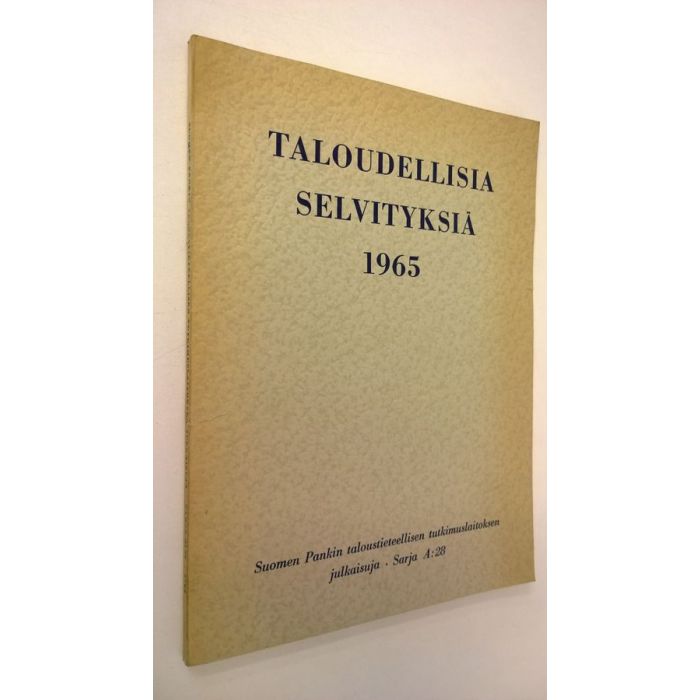 TALOUDELLISIA
SELVITYKSIÄ
1965
Suomen Pankin taloustieteellisen tutkimuslaitoksen
julkaisuja · Sarja A:28